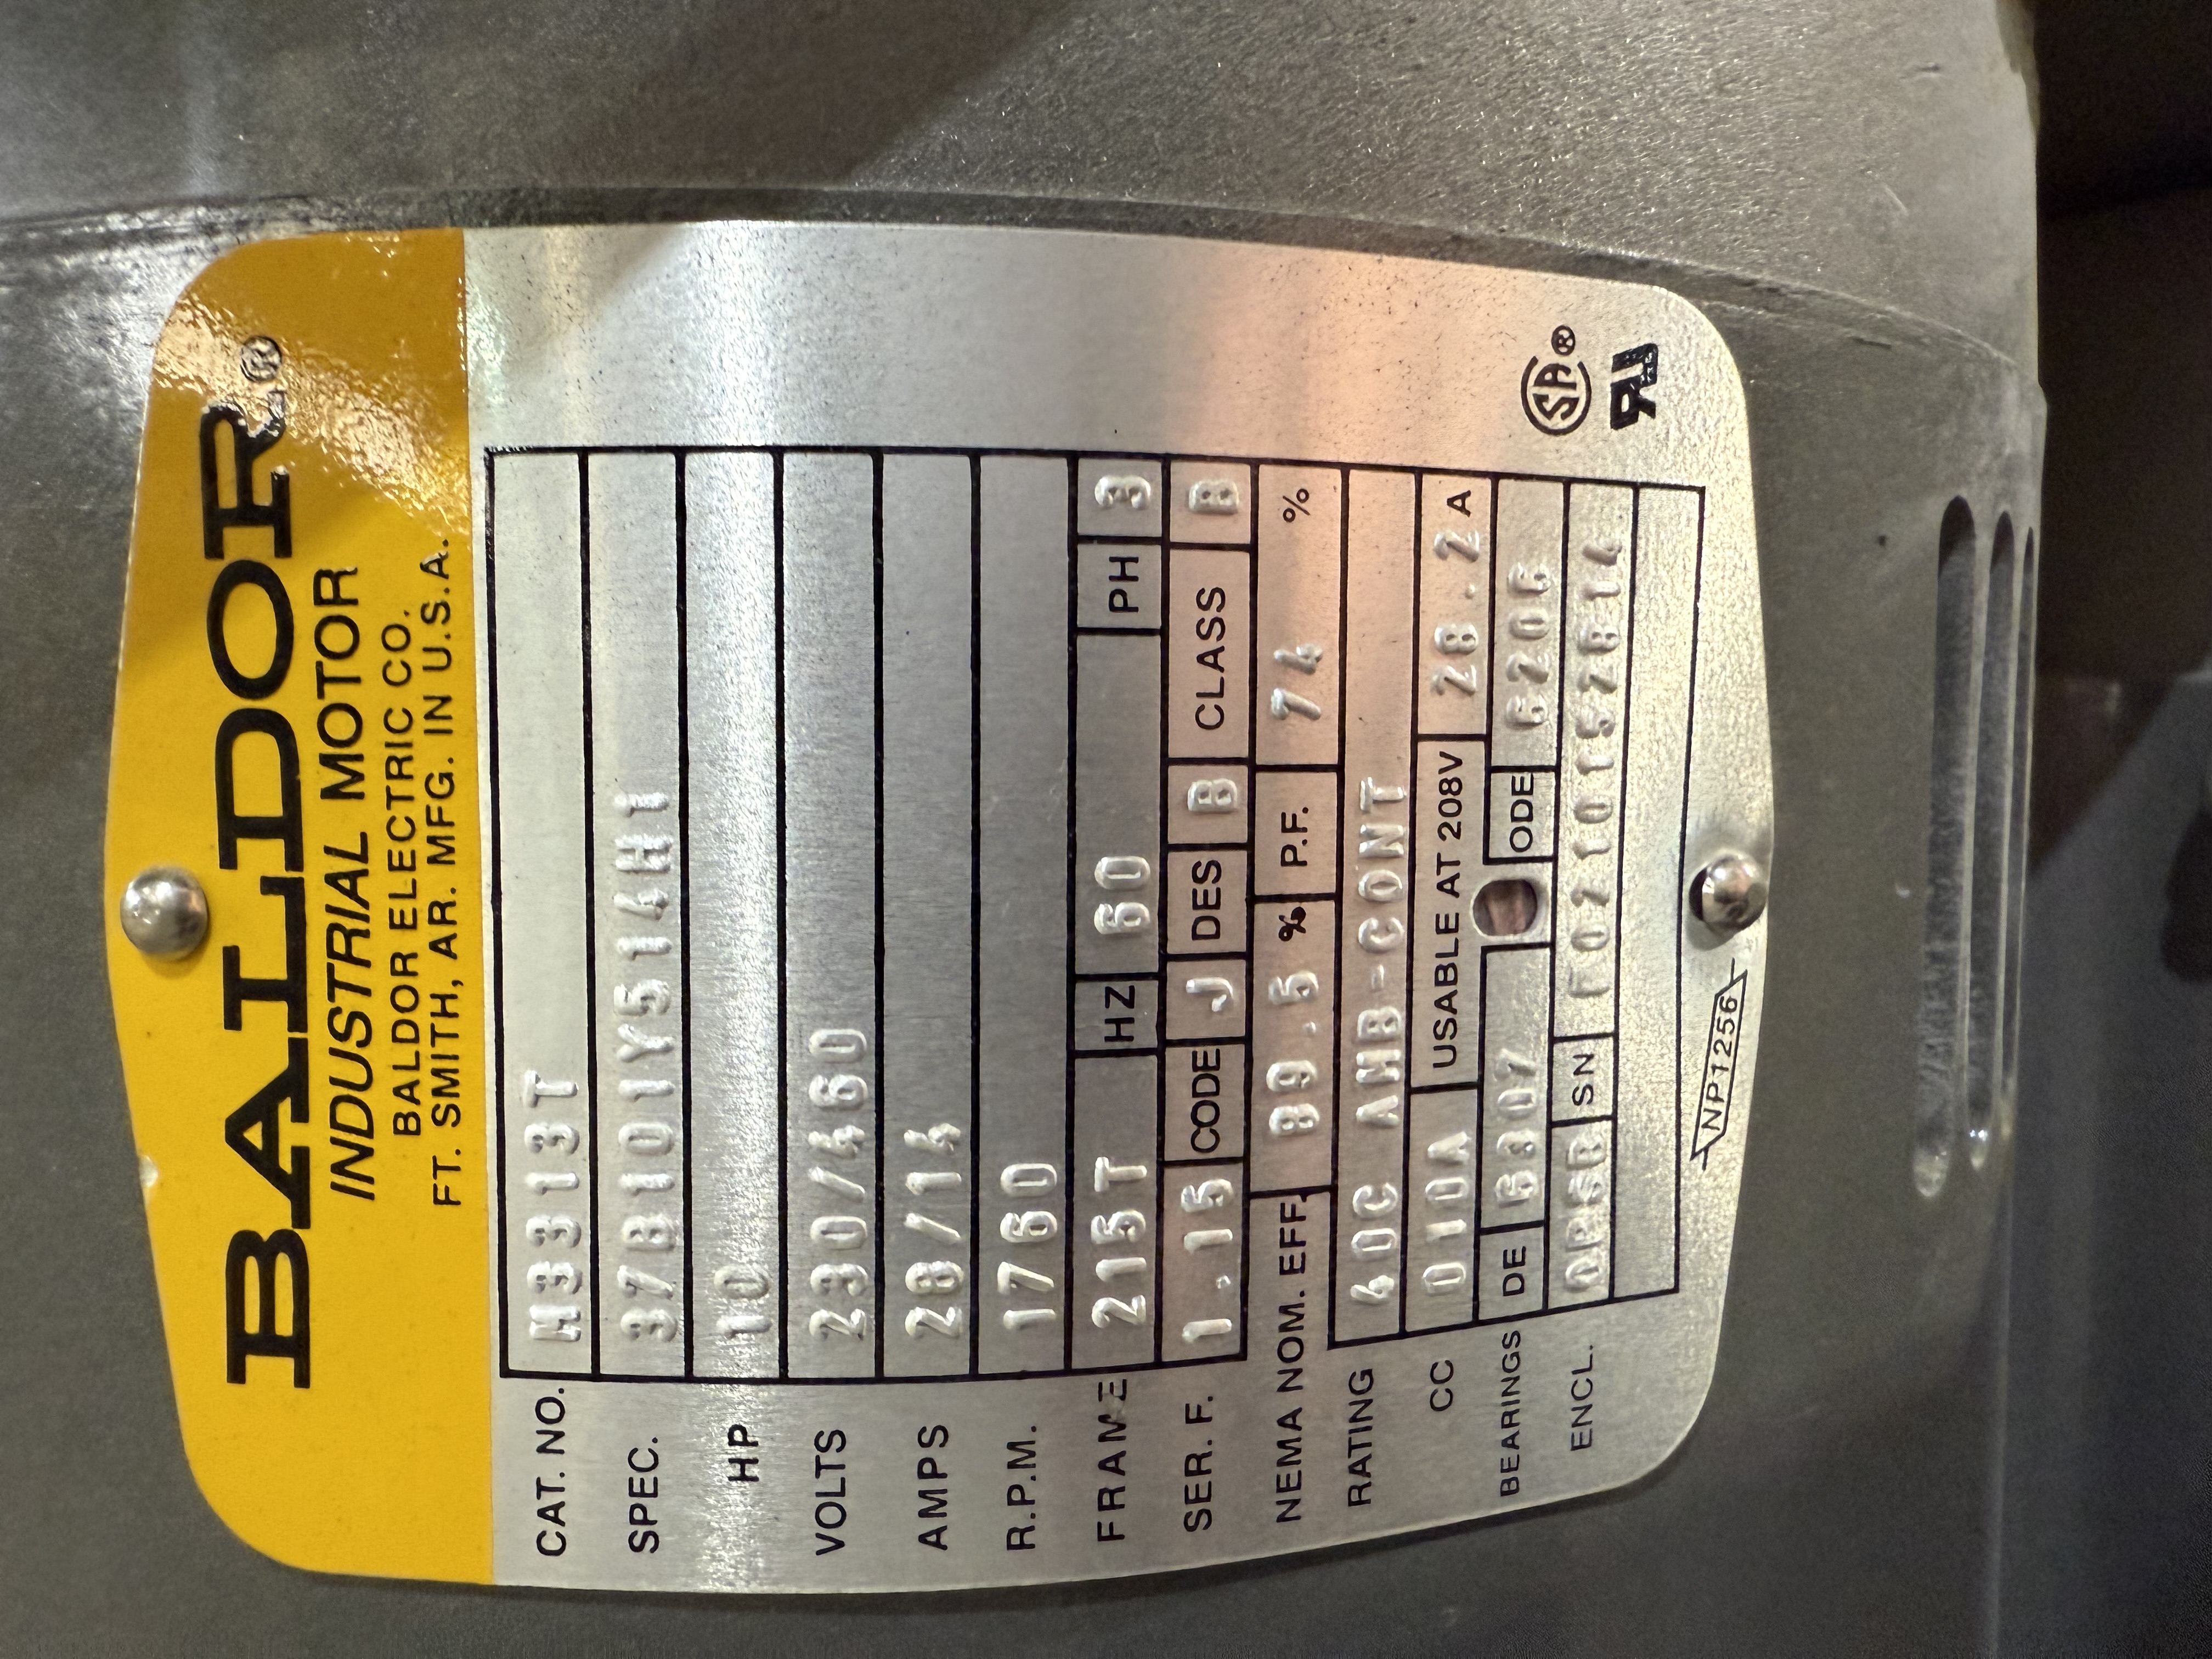 BALDOR®
INDUSTRIAL MOTOR
BALDOR ELECTRIC CO.
FT. SMITH, AR. MFG. IN U.S.A.
CAT. NO. M3313T
SPEC. 37B101Y514H1
HP 10
VOLTS 230/460
AMPS 28/14
R.P.M. 1760
FRAME 215T HZ 60 PH 3
SER. F. 1.15 CODE J DES B CLASS B
NEMA NOM. EFF. 89.5 % P.F. 74 %
RATING 40C AMB-CONT
CC 010A USABLE AT 208V 28.2 A
BEARINGS DE 6307 ODE 6206
ENCL. OPSB SN F0210152814
SA®
NP1256